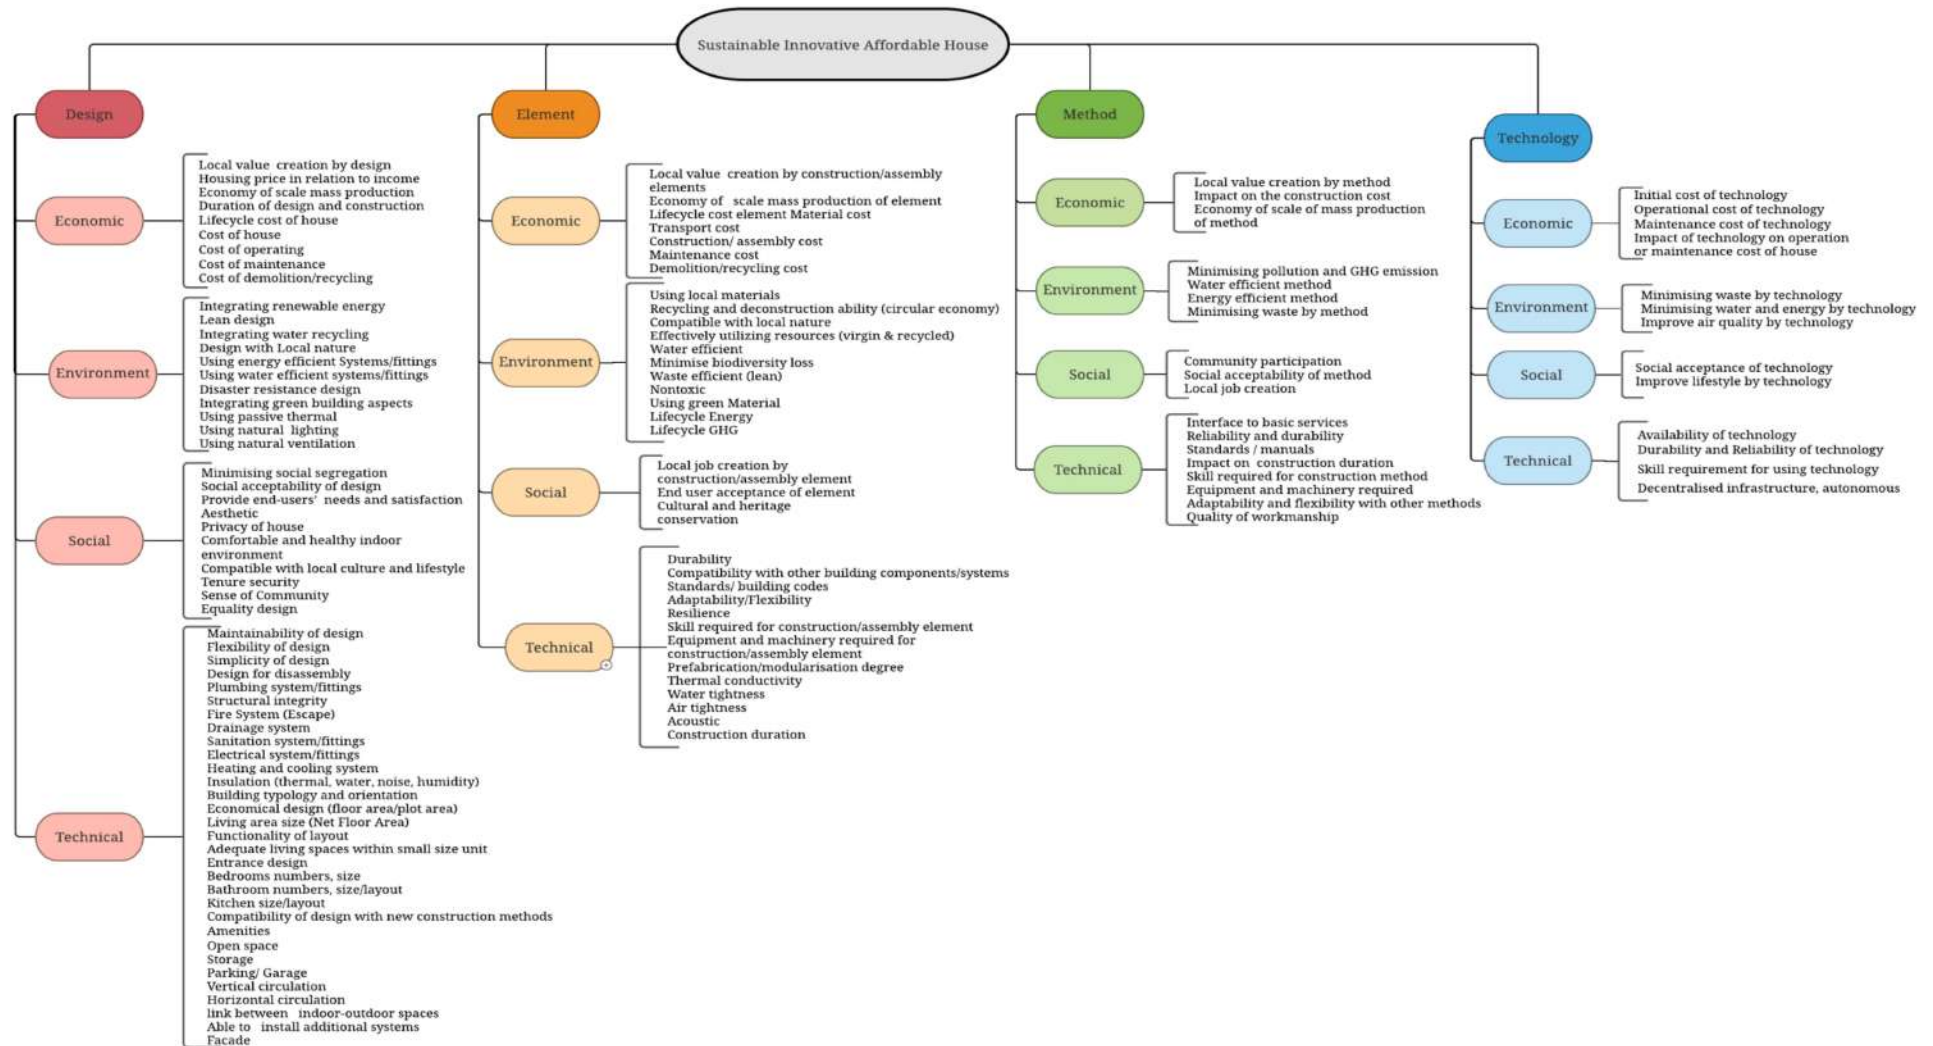 Sustainable Innovative Affordable House
Design
Economic
Local value creation by design
Housing price in relation to income
Economy of scale mass production
Duration of design and construction
Lifecycle cost of house
Cost of house
Cost of operating
Cost of maintenance
Cost of demolition/recycling
Environment
Integrating renewable energy
Lean design
Integrating water recycling
Design with Local nature
Using energy efficient Systems/fittings
Using water efficient systems/fittings
Disaster resistance design
Integrating green building aspects
Using passive thermal
Using natural lighting
Using natural ventilation
Social
Minimising social segregation
Social acceptability of design
Provide end-users' needs and satisfaction
Aesthetic
Privacy of house
Comfortable and healthy indoor
environment
Compatible with local culture and lifestyle
Tenure security
Sense of Community
Equality design
Technical
Maintainability of design
Flexibility of design
Simplicity of design
Design for disassembly
Plumbing system/fittings
Structural integrity
Fire System (Escape)
Drainage system
Sanitation system/fittings
Electrical system/fittings
Heating and cooling system
Insulation (thermal, water, noise, humidity)
Building typology and orientation
Economical design (floor area/plot area)
Living area size (Net Floor Area)
Functionality of layout
Adequate living spaces within small size unit
Entrance design
Bedrooms numbers, size
Bathroom numbers, size/layout
Kitchen size/layout
Compatibility of design with new construction methods
Amenities
Open space
Storage
Parking/ Garage
Vertical circulation
Horizontal circulation
link between indoor-outdoor spaces
Able to install additional systems
Facade
Element
Economic
Local value creation by construction/assembly
elements
Economy of scale mass production of element
Lifecycle cost element Material cost
Transport cost
Construction/ assembly cost
Maintenance cost
Demolition/recycling cost
Environment
Using local materials
Recycling and deconstruction ability (circular economy)
Compatible with local nature
Effectively utilizing resources (virgin & recycled)
Water efficient
Minimise biodiversity loss
Waste efficient (lean)
Nontoxic
Using green Material
Lifecycle Energy
Lifecycle GHG
Social
Local job creation by
construction/assembly element
End user acceptance of element
Cultural and heritage
conservation
Technical
Durability
Compatibility with other building components/systems
Standards/ building codes
Adaptability/Flexibility
Resilience
Skill required for construction/assembly element
Equipment and machinery required for
construction/assembly element
Prefabrication/modularisation degree
Thermal conductivity
Water tightness
Air tightness
Acoustic
Construction duration
Method
Economic
Local value creation by method
Impact on the construction cost
Economy of scale of mass production
of method
Environment
Minimising pollution and GHG emission
Water efficient method
Energy efficient method
Minimising waste by method
Social
Community participation
Social acceptability of method
Local job creation
Technical
Interface to basic services
Reliability and durability
Standards / manuals
Impact on construction duration
Skill required for construction method
Equipment and machinery required
Adaptability and flexibility with other methods
Quality of workmanship
Technology
Economic
Initial cost of technology
Operational cost of technology
Maintenance cost of technology
Impact of technology on operation
or maintenance cost of house
Environment
Minimising waste by technology
Minimising water and energy by technology
Improve air quality by technology
Social
Social acceptance of technology
Improve lifestyle by technology
Technical
Availability of technology
Durability and Reliability of technology
Skill requirement for using technology
Decentralised infrastructure, autonomous